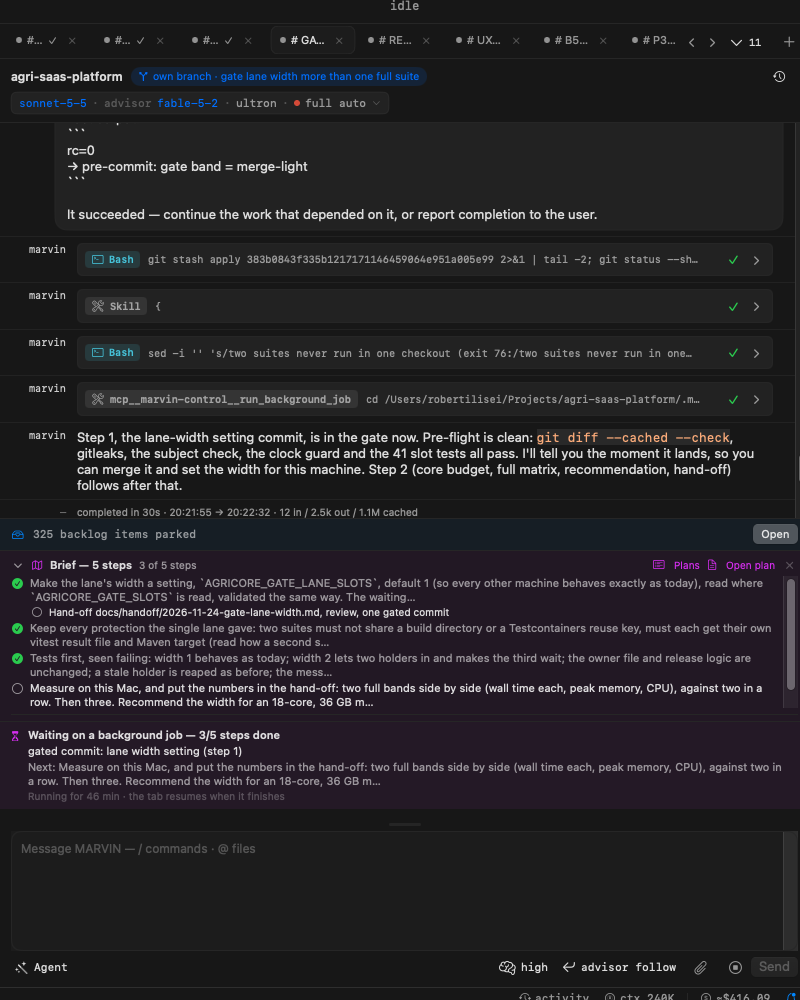 idle
#... ✓ ×
#... ✓ ×
#... ✓ ×
# GA... ×
# RE... ×
# UX... ×
# B5... ×
# P3...
11
agri-saas-platform
own branch · gate lane width more than one full suite
sonnet-5-5 · advisor fable-5-2 · ultron · full auto
```
rc=0
→ pre-commit: gate band = merge-light
```
It succeeded — continue the work that depended on it, or report completion to the user.
marvin
Bash git stash apply 383b0843f335b1217171146459064e951a005e99 2>&1 | tail -2; git status --sh…
marvin
Skill {
marvin
Bash sed -i '' 's/two suites never run in one checkout (exit 76:/two suites never run in one…
marvin
mcp__marvin-control__run_background_job cd /Users/robertilisei/Projects/agri-saas-platform/.m…
marvin
Step 1, the lane-width setting commit, is in the gate now. Pre-flight is clean: git diff --cached --check,
gitleaks, the subject check, the clock guard and the 41 slot tests all pass. I'll tell you the moment it lands, so you
can merge it and set the width for this machine. Step 2 (core budget, full matrix, recommendation, hand-off)
follows after that.
— completed in 30s · 20:21:55 → 20:22:32 · 12 in / 2.5k out / 1.1M cached
325 backlog items parked
Open
Brief — 5 steps 3 of 5 steps
Plans
Open plan ×
Make the lane's width a setting, `AGRICORE_GATE_LANE_SLOTS`, default 1 (so every other machine behaves exactly as today), read where
`AGRICORE_GATE_SLOTS` is read, validated the same way. The waiting...
Hand-off docs/handoff/2026-11-24-gate-lane-width.md, review, one gated commit
Keep every protection the single lane gave: two suites must not share a build directory or a Testcontainers reuse key, must each get their own
vitest result file and Maven target (read how a second s...
Tests first, seen failing: width 1 behaves as today; width 2 lets two holders in and makes the third wait; the owner file and release logic are
unchanged; a stale holder is reaped as before; the mess...
Measure on this Mac, and put the numbers in the hand-off: two full bands side by side (wall time each, peak memory, CPU), against two in a
row. Then three. Recommend the width for an 18-core, 36 GB m...
Waiting on a background job — 3/5 steps done
gated commit: lane width setting (step 1)
Next: Measure on this Mac, and put the numbers in the hand-off: two full bands side by side (wall time each, peak memory, CPU), against two in
a row. Then three. Recommend the width for an 18-core, 36 GB m...
Running for 46 min · the tab resumes when it finishes
Message MARVIN — / commands · @ files
Agent
high
advisor follow
Send
activity
ctx 240K
≈$416.09